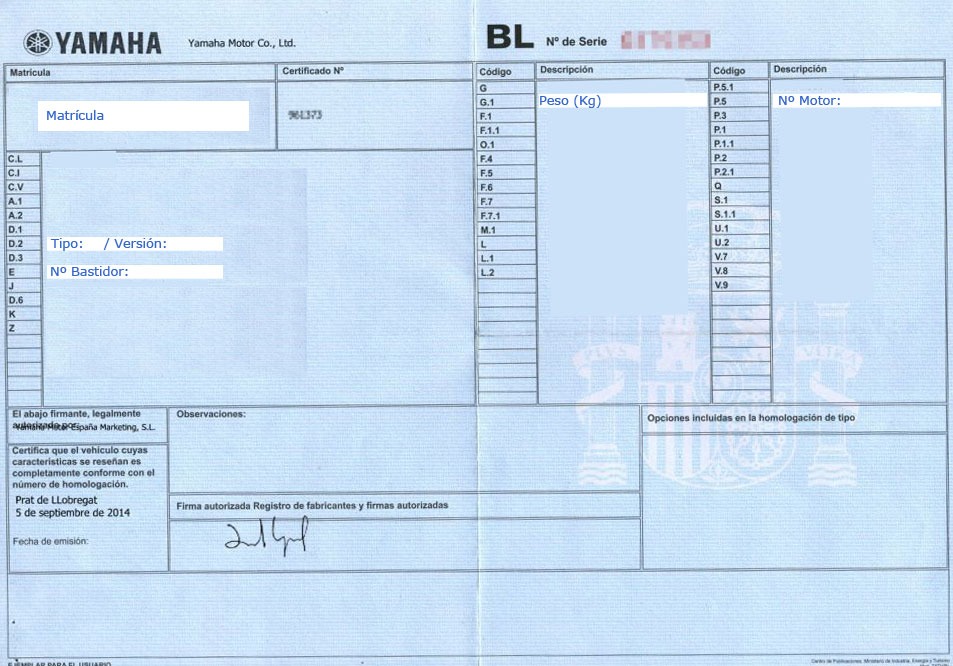 YAMAHA Yamaha Motor Co., Ltd.
BL Nº de Serie
Matricula
Certificado Nº
Matrícula
961373
C.L
C.I
C.V
A.1
A.2
D.1
D.2 Tipo: / Versión:
D.3
E Nº Bastidor:
J
D.6
K
Z
Código Descripción
G
G.1 Peso (Kg)
F.1
F.1.1
O.1
F.4
F.5
F.6
F.7
F.7.1
M.1
L
L.1
L.2
Código Descripción
P.5.1
P.5 Nº Motor:
P.3
P.1
P.1.1
P.2
P.2.1
Q
S.1
S.1.1
U.1
U.2
V.7
V.8
V.9
PLVS VLTRA
El abajo firmante, legalmente
autorizado por:
Yamaha Motor España Marketing, S.L.
Certifica que el vehículo cuyas
características se reseñan es
completamente conforme con el
número de homologación.
Prat de LLobregat
5 de septiembre de 2014
Fecha de emisión:
Observaciones:
Firma autorizada Registro de fabricantes y firmas autorizadas
Opciones incluidas en la homologación de tipo
EJEMPLAR PARA EL USUARIO
Centro de Publicaciones. Ministerio de Industria, Energía y Turismo